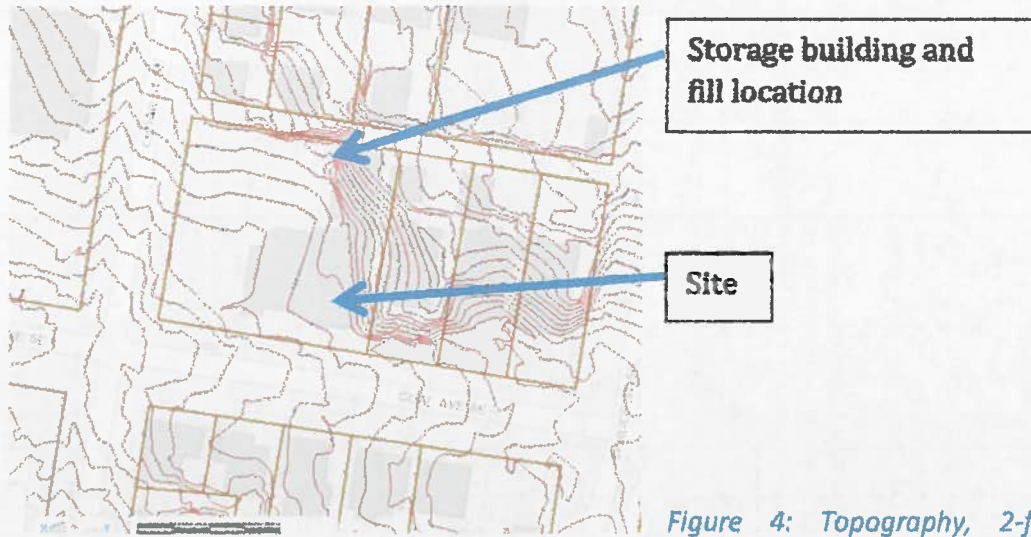 Storage building and
fill location
Site
Figure 4: Topography, 2-f